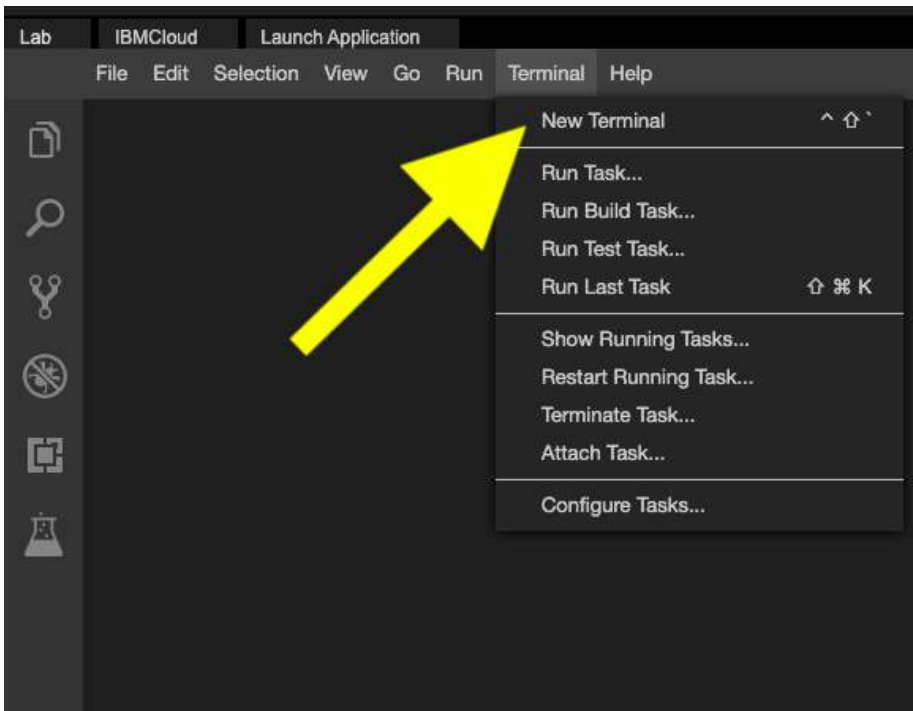 Lab IBMCloud Launch Application
File Edit Selection View Go Run Terminal Help
New Terminal ^ ⇧ `
Run Task...
Run Build Task...
Run Test Task...
Run Last Task ⇧ ⌘ K
Show Running Tasks...
Restart Running Task...
Terminate Task...
Attach Task...
Configure Tasks...